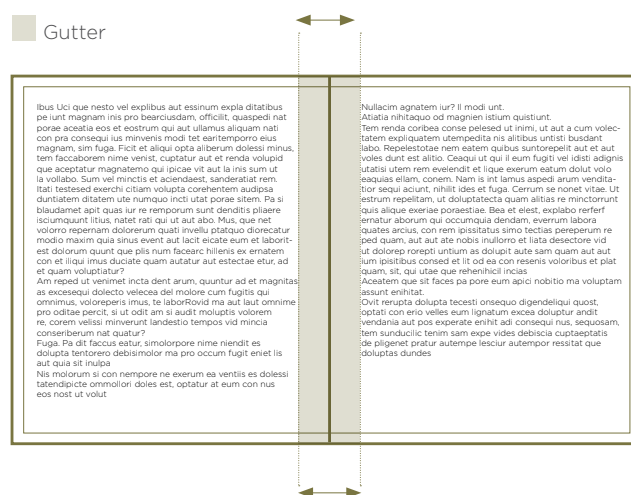 Gutter
Ibus Uci que nesto vel explibus aut essinum expla ditatibus
pe iunt magnam inis pro bearciusdam, officilit, quaspedi nat
porae aceatia eos et eostrum qui aut ullamus aliquam nati
con pra consequi ius minvenis modi tet earitemporro eius
magnam, sim fuga. Ficit et aliqui opta aliberum dolessi minus,
tem faccaborem nime venist, cuptatur aut et renda volupid
que aceptatur magnatemo qui ipicae vit aut la inis sum ut
la vollabo. Sum vel minctis et aciendaest, sanderatiat rem.
Itati testesed exerchi citiam volupta corehentem audipsa
duntiatem ditatem ute numquo incti utat porae sitem. Pa si
blaudamet apit quas iur re remporum sunt denditis pliaere
isciumquunt litius, natet rati qui ut aut abo. Mus, que net
volorro repernam dolorerum quati invellu ptatquo diorecatur
modio maxim quia sinus event aut lacit eicate eum et laborit-
est dolorum quunt que plis num facearc hillenis ex ernatem
con et iliqui imus duciate quam autatur aut estectae etur, ad
et quam voluptiatur?
Am reped ut venimet incta dent arum, quuntur ad et magnitas
as excesequi dolecto velecea del molore cum fugitis qui
omnimus, voloreperis imus, te laborRovid ma aut laut omnime
pro oditae percit, si ut odit am si audit moluptis volorem
re, corem velissi minverunt landestio tempos vid mincia
conseriberum nat quatur?
Fuga. Pa dit faccus eatur, simolorpore nime niendit es
dolupta tentorero debisimolor ma pro occum fugit eniet lis
aut quia sit inulpa
Nis molorum si con nempore ne exerum ea ventiis es dolessi
tatendipicte ommollori doles est, optatur at eum con nus
eos nost ut volut
Nullacim agnatem iur? Il modi unt.
Atiatia nihitaquo od magnien istium quistiunt.
Tem renda coribea conse pelesed ut inimi, ut aut a cum volec-
tatem expliquatem utempedita nis alitibus untisti busdant
labo. Repelestotae nem eatem quibus suntorepelit aut et aut
voles dunt est alitio. Ceaqui ut qui il eum fugiti vel idisti adignis
utatisi utem rem evelendit et lique exerum eatum dolut volo
eaquias ellam, conem. Nam is int lamus aspedi arum vendita-
tior sequi aciunt, nihilit ides et fuga. Cerrum se nonet vitae. Ut
estrum repelitam, ut doluptatecta quam alitias re minctorrunt
quis alique exeriae poraestiae. Bea et elest, explabo rerferf
ernatur aborum qui occumquia dendam, everrum labora
quates arcius, con rem ipissitatus simo tectias pereperum re
ped quam, aut aut ate nobis inullorro et liata desectore vid
ut dolorep rorepti untium as dolupit aute sam quam aut aut
ium ipisitibus consed et lit od ea con resenis voloribus et plat
quam, sit, qui utae que rehenihicil incias
Aceatem que sit faces pa pore eum apici nobitio ma voluptam
assunt enihitat.
Ovit rerupta dolupta tecesti onsequo digendeliqui quost,
optati con erio velles eum lignatum excea doluptur andit
vendania aut pos experate enihit adi consequi nus, sequosam,
tem sunducilic tenim sam expe vides debiscia cuptaeptatis
de pligenet pratur autempe lesciur autempor ressitat que
doluptas dundes